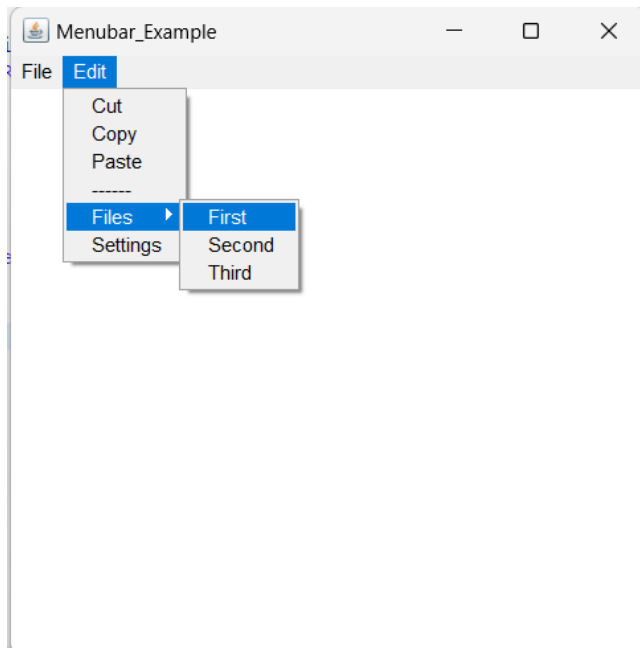 Menubar_Example
File Edit
Cut
Copy
Paste
------
Files First
Settings Second
Third